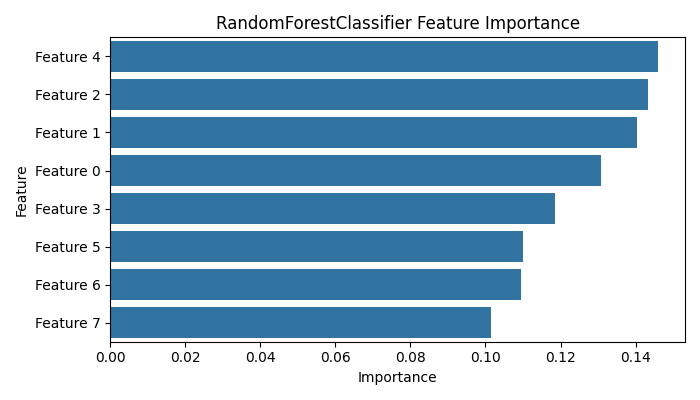 RandomForestClassifier Feature Importance
Feature 4
Feature 2
Feature 1
Feature 0
Feature 3
Feature 5
Feature 6
Feature 7
Feature
0.00 0.02 0.04 0.06 0.08 0.10 0.12 0.14
Importance